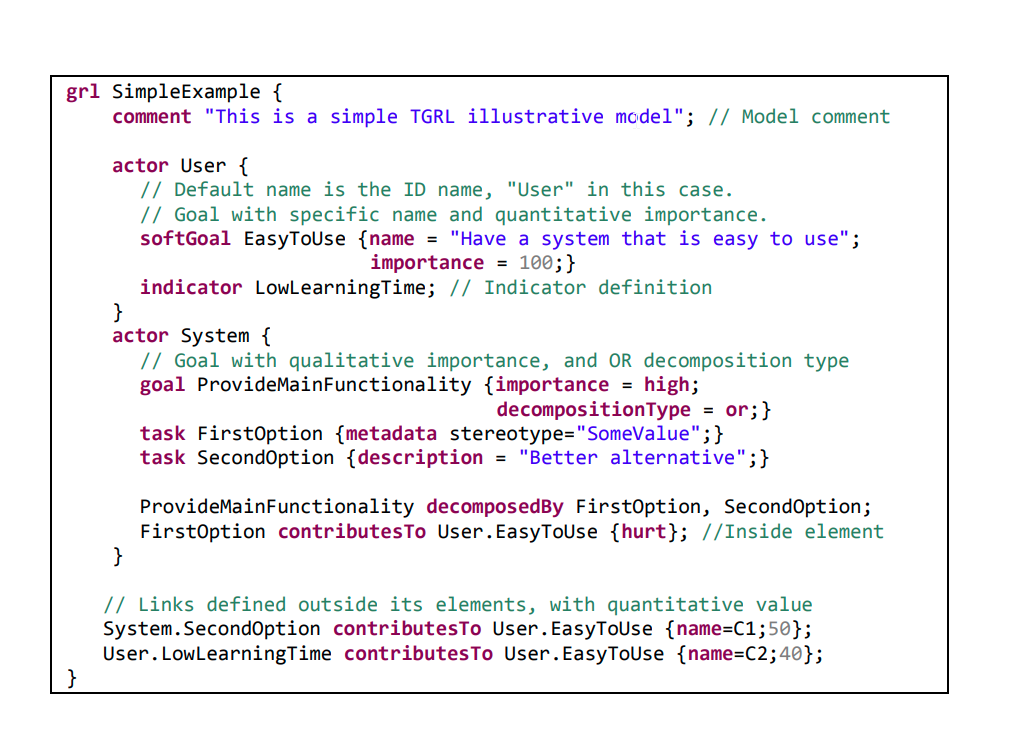 grl SimpleExample {
comment "This is a simple TGRL illustrative model"; // Model comment
actor User {
// Default name is the ID name, "User" in this case.
// Goal with specific name and quantitative importance.
softGoal EasyToUse {name = "Have a system that is easy to use";
importance = 100;}
indicator LowLearningTime; // Indicator definition
}
actor System {
// Goal with qualitative importance, and OR decomposition type
goal ProvideMainFunctionality {importance = high;
decompositionType = or;}
task FirstOption {metadata stereotype="SomeValue";}
task SecondOption {description = "Better alternative";}
ProvideMainFunctionality decomposedBy FirstOption, SecondOption;
FirstOption contributesTo User.EasyToUse {hurt}; //Inside element
}
// Links defined outside its elements, with quantitative value
System.SecondOption contributesTo User.EasyToUse {name=C1;50};
User.LowLearningTime contributesTo User.EasyToUse {name=C2;40};
}